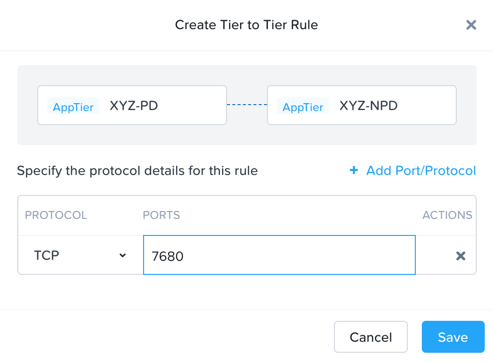 Create Tier to Tier Rule
AppTier XYZ-PD AppTier XYZ-NPD
Specify the protocol details for this rule + Add Port/Protocol
PROTOCOL PORTS ACTIONS
TCP 7680
Cancel Save